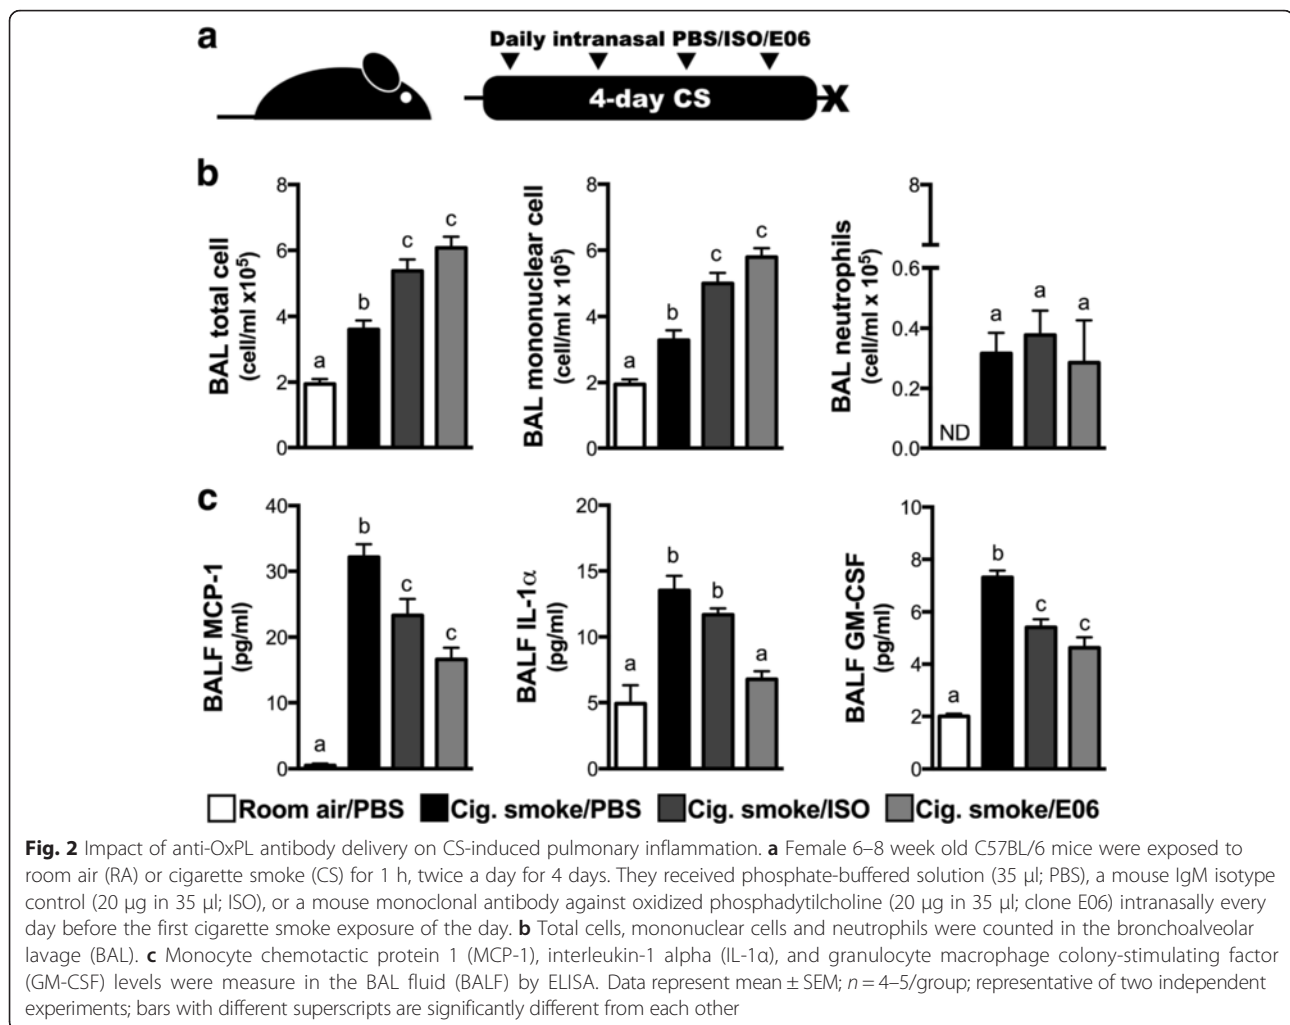 a
Daily intranasal PBS/ISO/E06
4-day CS
X
b
BAL total cell
(cell/ml x10⁵)
8
6
4
2
0
a
b
c
c
BAL mononuclear cell
(cell/ml x 10⁵)
8
6
4
2
0
a
b
c
c
BAL neutrophils
(cell/ml x 10⁵)
8
0.6
0.4
0.2
0.0
ND
a
a
a
c
BALF MCP-1
(pg/ml)
40
30
20
10
0
a
b
c
c
BALF IL-1α
(pg/ml)
20
15
10
5
0
a
b
b
a
BALF GM-CSF
(pg/ml)
10
8
6
4
2
0
a
b
c
c
Room air/PBS Cig. smoke/PBS Cig. smoke/ISO Cig. smoke/E06
Fig. 2 Impact of anti-OxPL antibody delivery on CS-induced pulmonary inflammation. a Female 6–8 week old C57BL/6 mice were exposed to
room air (RA) or cigarette smoke (CS) for 1 h, twice a day for 4 days. They received phosphate-buffered solution (35 μl; PBS), a mouse IgM isotype
control (20 μg in 35 μl; ISO), or a mouse monoclonal antibody against oxidized phosphadytilcholine (20 μg in 35 μl; clone E06) intranasally every
day before the first cigarette smoke exposure of the day. b Total cells, mononuclear cells and neutrophils were counted in the bronchoalveolar
lavage (BAL). c Monocyte chemotactic protein 1 (MCP-1), interleukin-1 alpha (IL-1α), and granulocyte macrophage colony-stimulating factor
(GM-CSF) levels were measure in the BAL fluid (BALF) by ELISA. Data represent mean ± SEM; n = 4–5/group; representative of two independent
experiments; bars with different superscripts are significantly different from each other